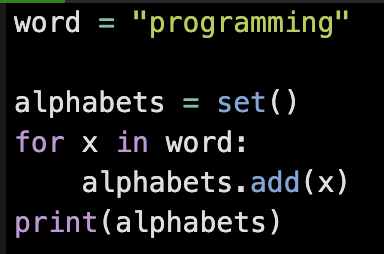 word = "programming"
alphabets = set()
for x in word:
    alphabets.add(x)
print(alphabets)